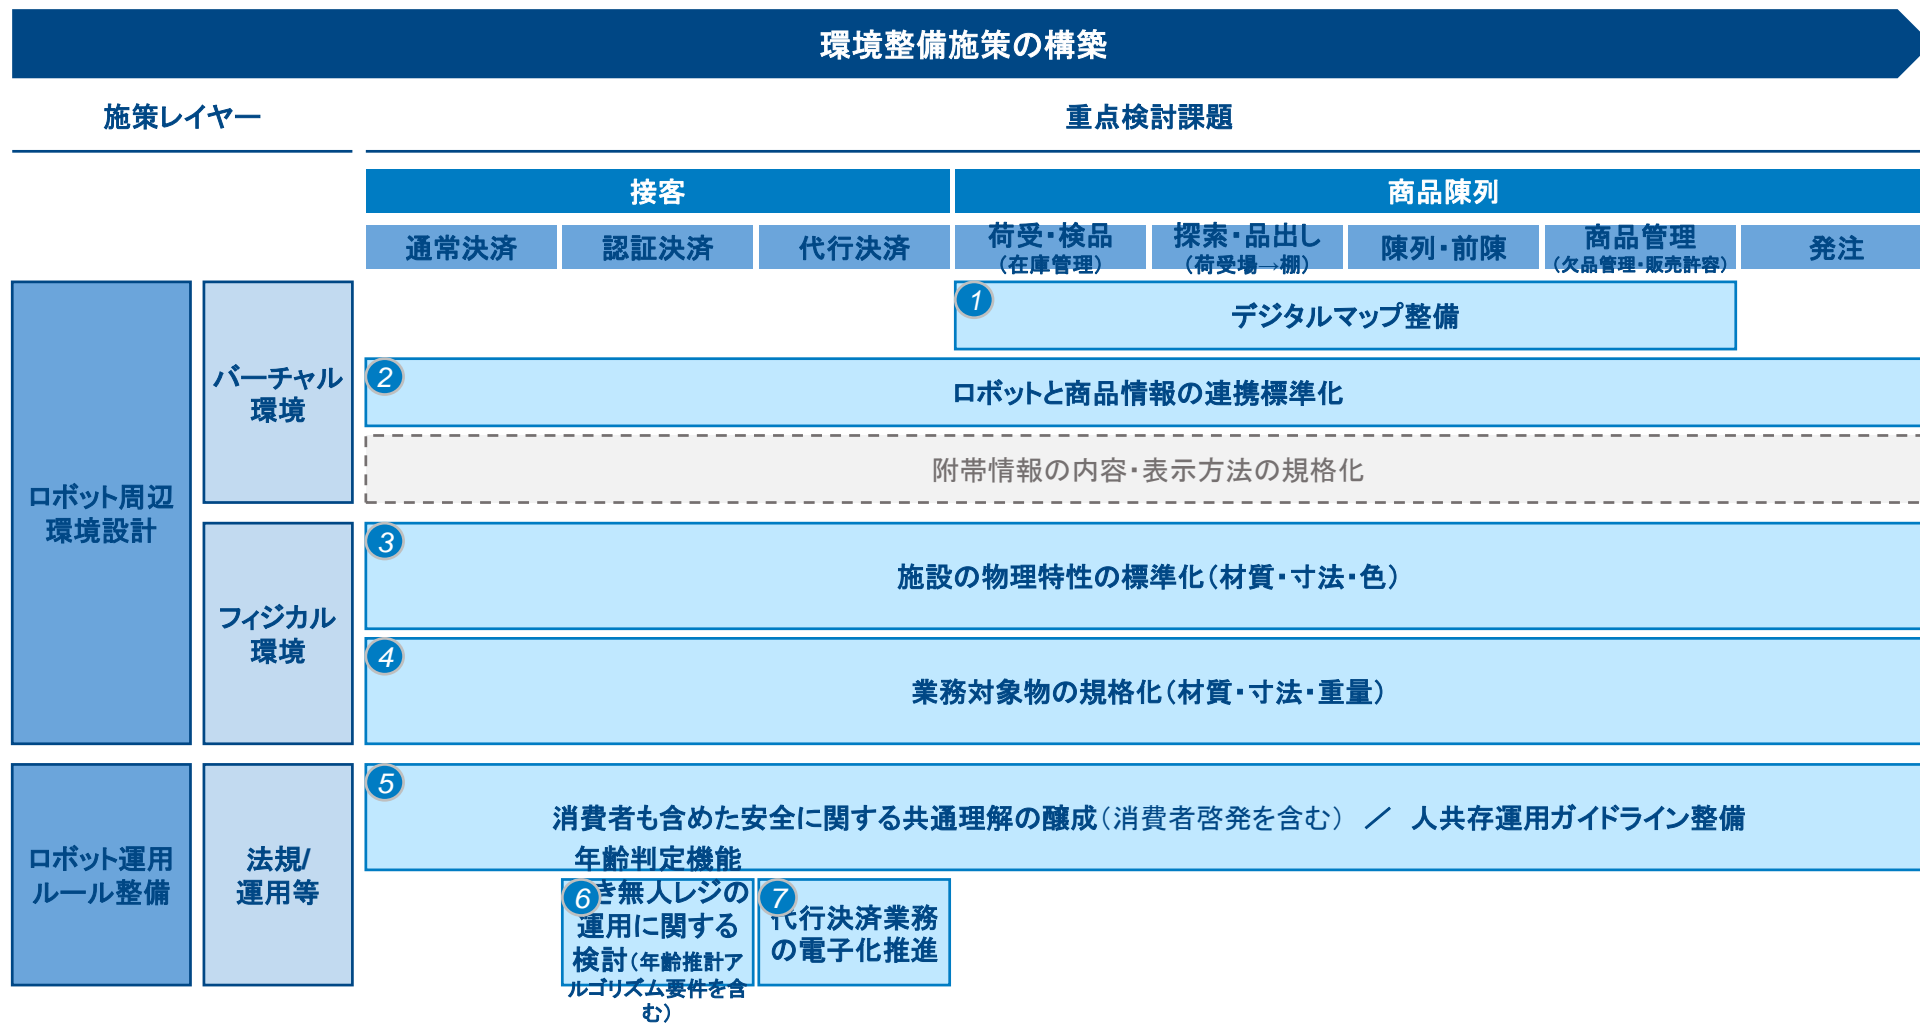 環境整備施策の構築
施策レイヤー
重点検討課題
接客
商品陳列
通常決済
認証決済
代行決済
荷受・検品
(在庫管理)
探索・品出し
(荷受場→棚)
陳列・前陳
商品管理
(欠品管理・販売許容)
発注
ロボット周辺
環境設計
バーチャル
環境
1
デジタルマップ整備
2
ロボットと商品情報の連携標準化
附帯情報の内容・表示方法の規格化
フィジカル
環境
3
施設の物理特性の標準化(材質・寸法・色)
4
業務対象物の規格化(材質・寸法・重量)
ロボット運用
ルール整備
法規/
運用等
5
消費者も含めた安全に関する共通理解の醸成(消費者啓発を含む) ／ 人共存運用ガイドライン整備
6
年齢判定機能
き無人レジの
運用に関する
検討(年齢推計ア
ルゴリズム要件を含
む)
7
代行決済業務
の電子化推進